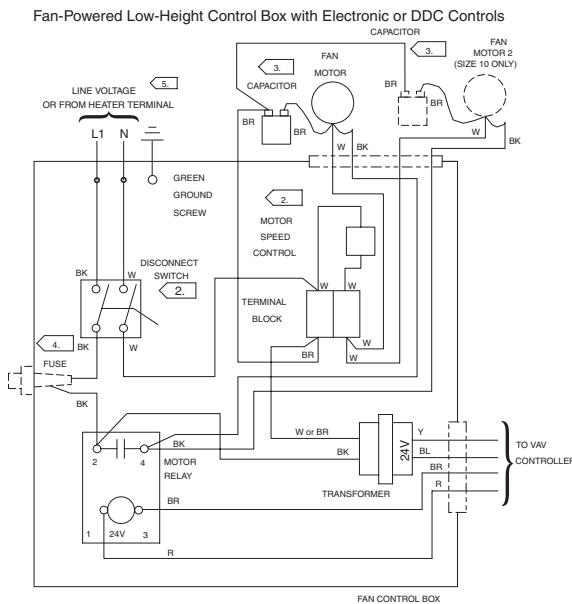 Fan-Powered Low-Height Control Box with Electronic or DDC Controls
CAPACITOR
3.
FAN
MOTOR 2
(SIZE 10 ONLY)
FAN
MOTOR
3.
CAPACITOR
5.
LINE VOLTAGE
OR FROM HEATER TERMINAL
L1 N
BR
BR
BR
BR
W
BK
W
BK
GREEN
GROUND
SCREW
2.
MOTOR
SPEED
CONTROL
DISCONNECT
SWITCH
2.
BK
W
W
W
TERMINAL
BLOCK
4.
FUSE
BK
W
BR
W
W
BK
W or BR
BK
Y
BL
BR
R
24V
TO VAV
CONTROLLER
2
4
BK
MOTOR
RELAY
TRANSFORMER
BR
1
24V
3
R
FAN CONTROL BOX